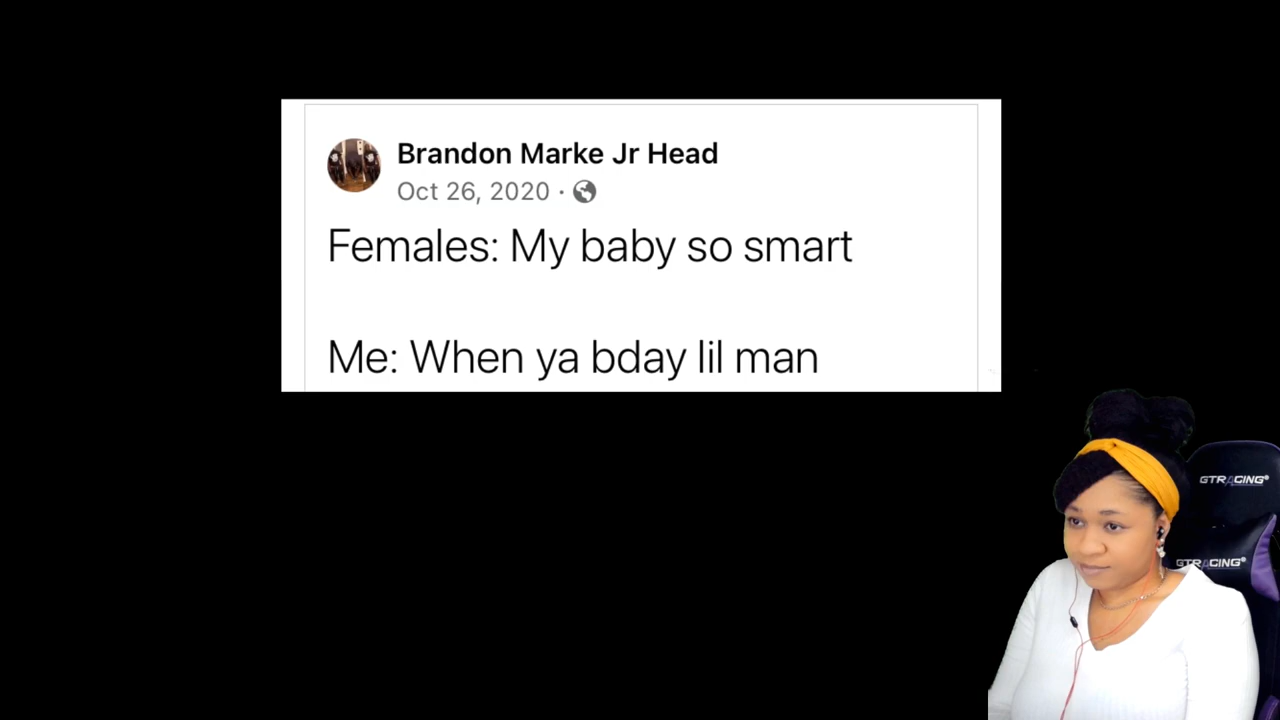 Brandon Marke Jr Head
Oct 26, 2020 ·
Females: My baby so smart
Me: When ya bday lil man
GTRACING®
GTRACING®